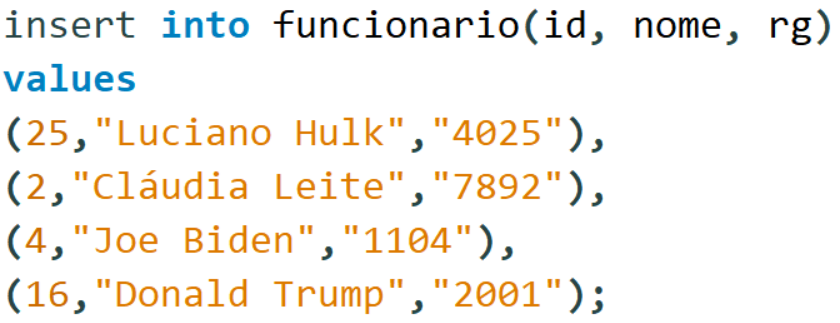 insert into funcionario(id, nome, rg)
values
(25,"Luciano Hulk","4025"),
(2,"Cláudia Leite","7892"),
(4,"Joe Biden","1104"),
(16,"Donald Trump","2001");